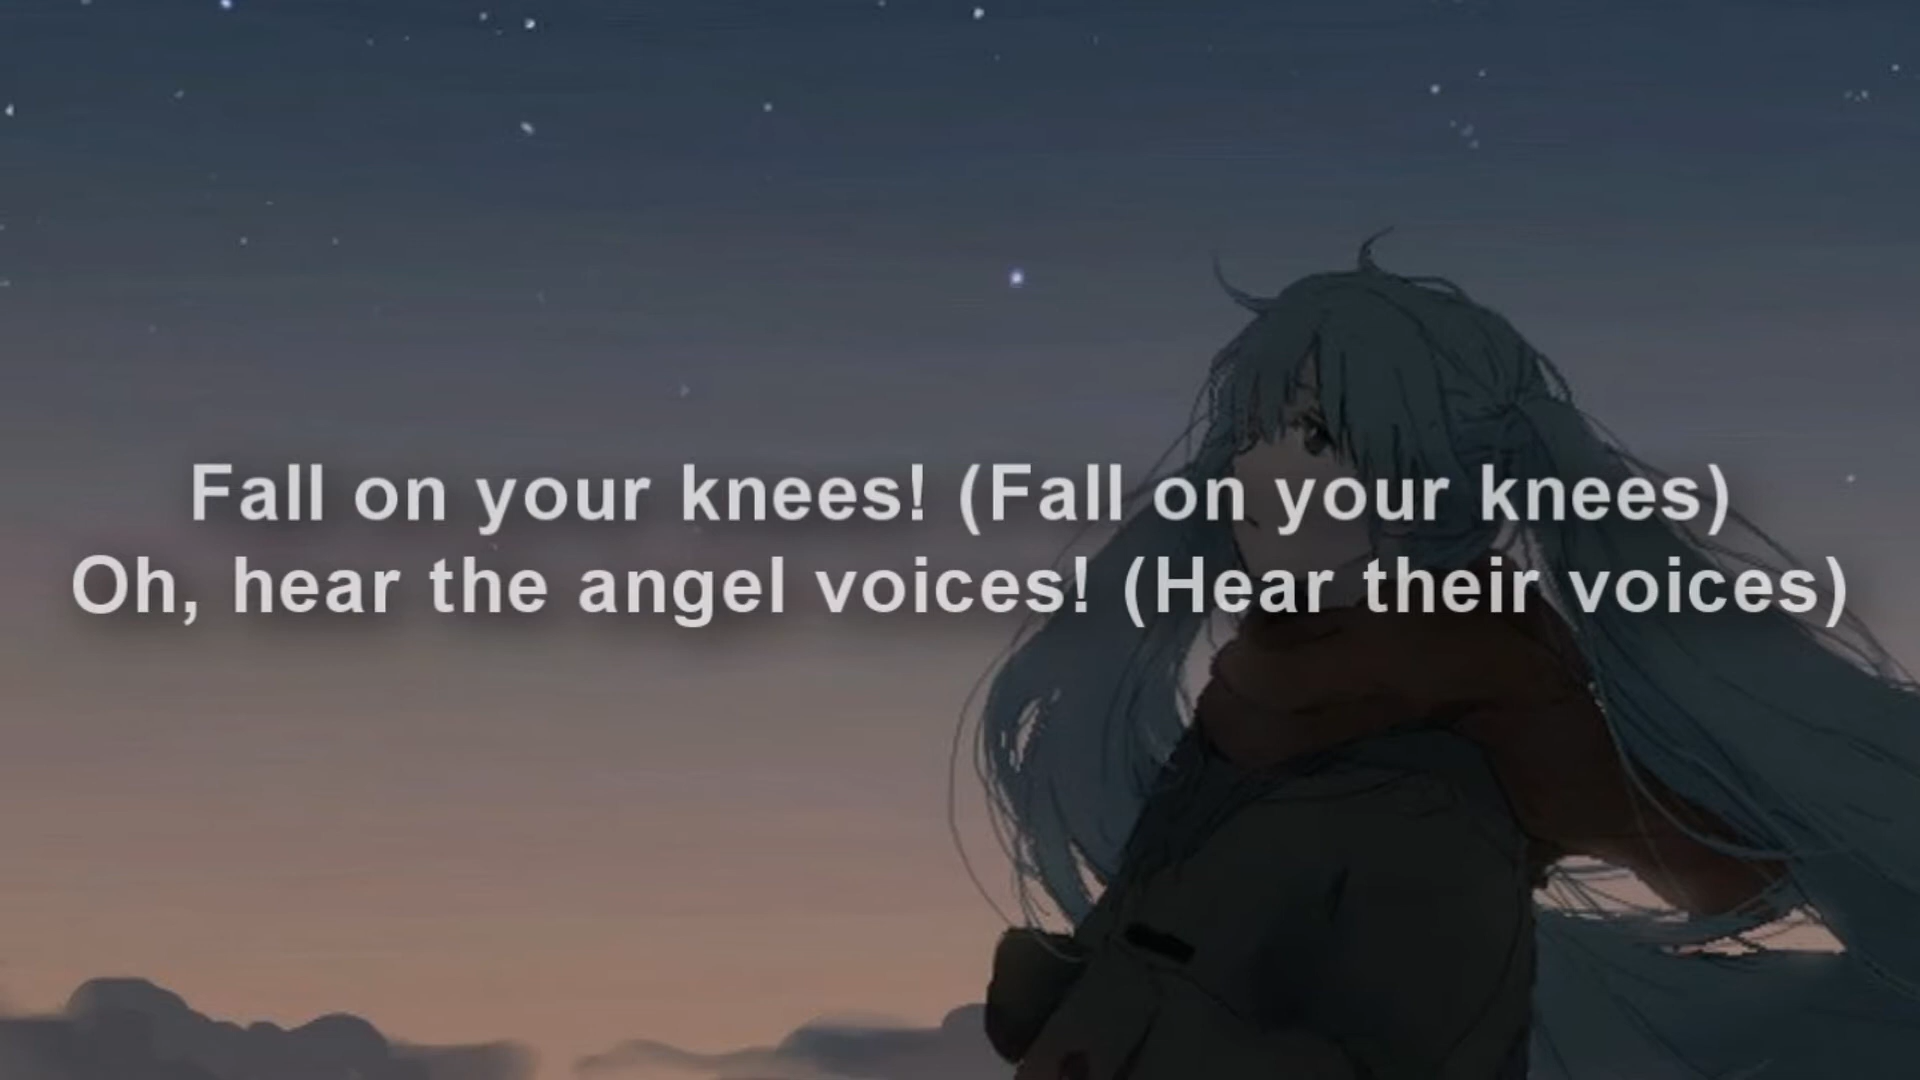 Fall on your knees! (Fall on your knees)
Oh, hear the angel voices! (Hear their voices)